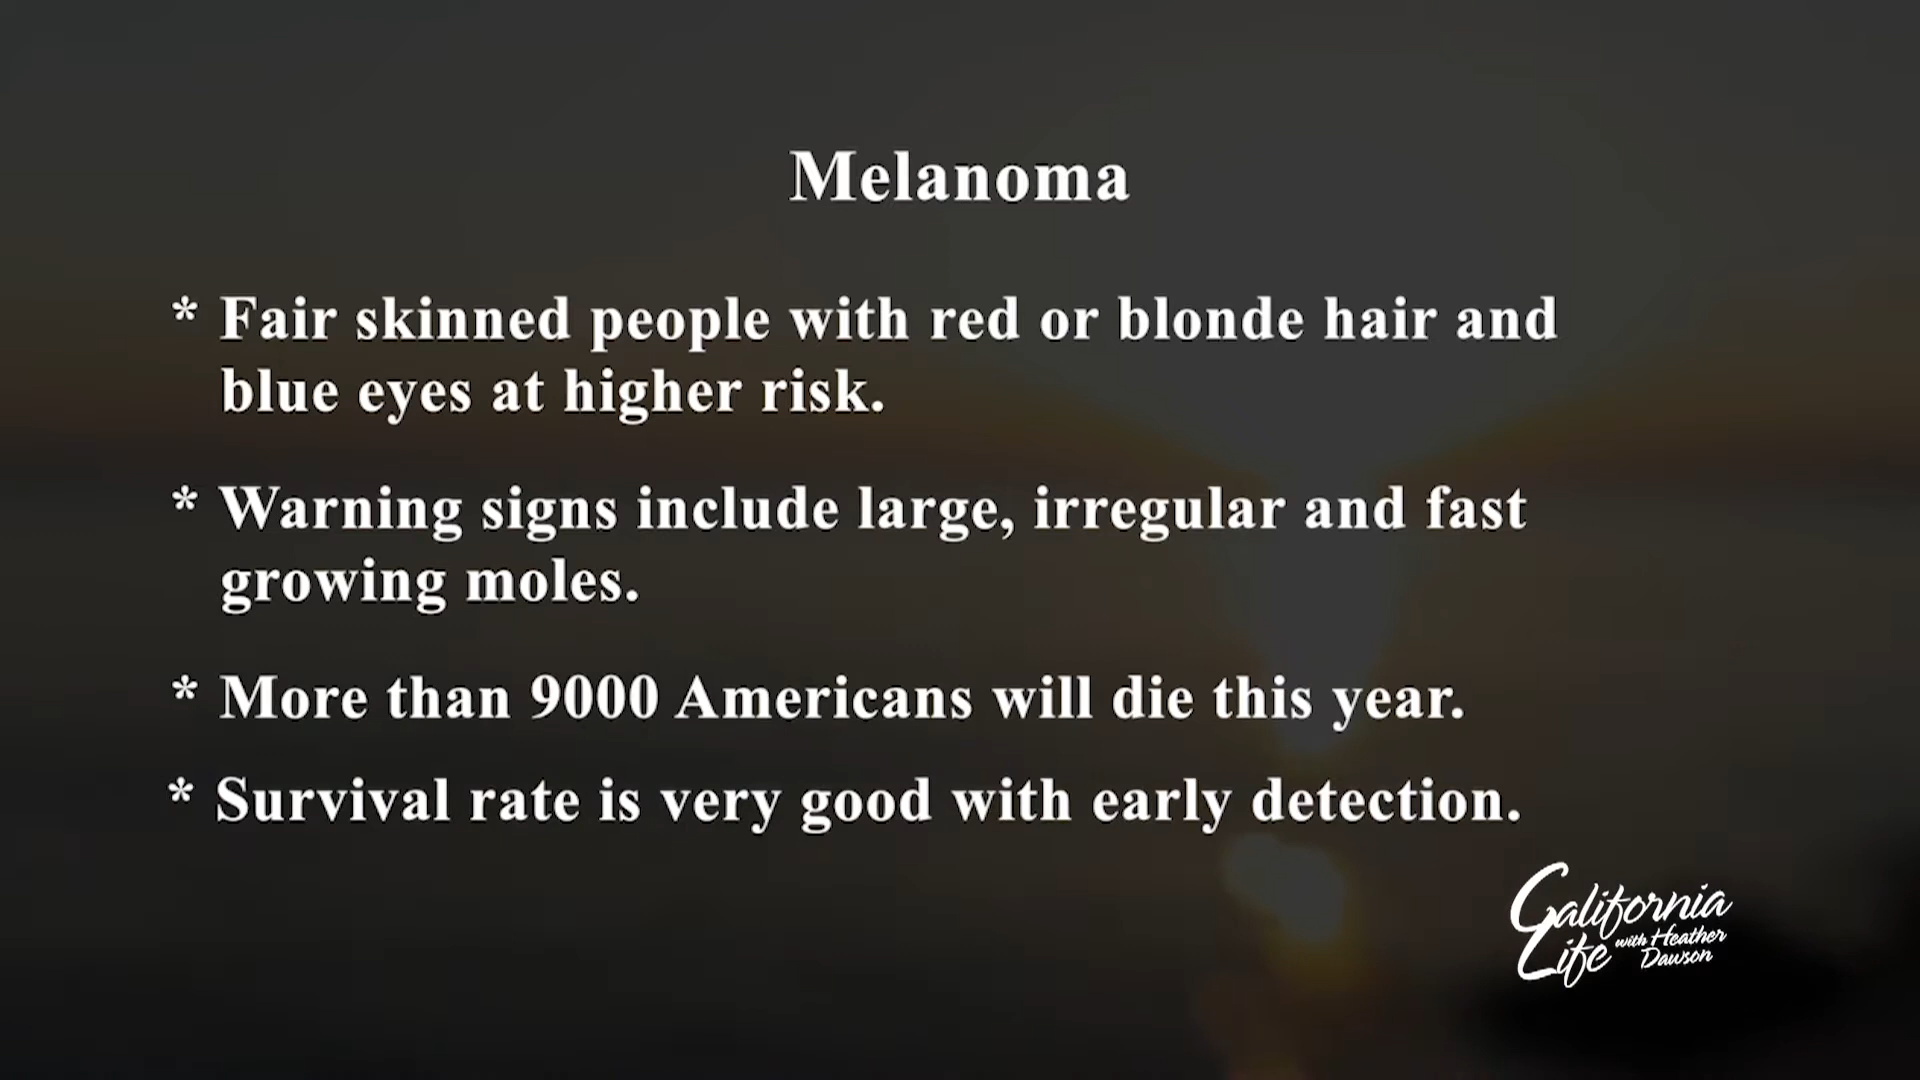 Melanoma
* Fair skinned people with red or blonde hair and
blue eyes at higher risk.
* Warning signs include large, irregular and fast
growing moles.
* More than 9000 Americans will die this year.
* Survival rate is very good with early detection.
California
Life with Heather
Dawson